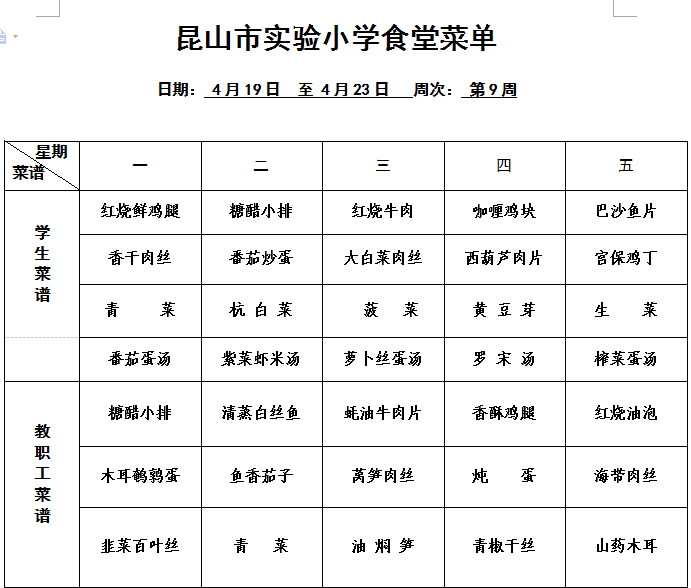 昆山市实验小学食堂菜单
日期： 4月19日 至 4月23日 周次： 第9周
星期 一 二 三 四 五
菜谱
学生菜谱
红烧鲜鸡腿 糖醋小排 红烧牛肉 咖喱鸡块 巴沙鱼片
香干肉丝 番茄炒蛋 大白菜肉丝 西葫芦肉片 宫保鸡丁
青 菜 杭白菜 菠 菜 黄豆芽 生 菜
番茄蛋汤 紫菜虾米汤 萝卜丝蛋汤 罗宋汤 榨菜蛋汤
教职工菜谱
糖醋小排 清蒸白丝鱼 蚝油牛肉片 香酥鸡腿 红烧油泡
木耳鹌鹑蛋 鱼香茄子 莴笋肉丝 炖 蛋 海带肉丝
韭菜百叶丝 青 菜 油焖笋 青椒干丝 山药木耳